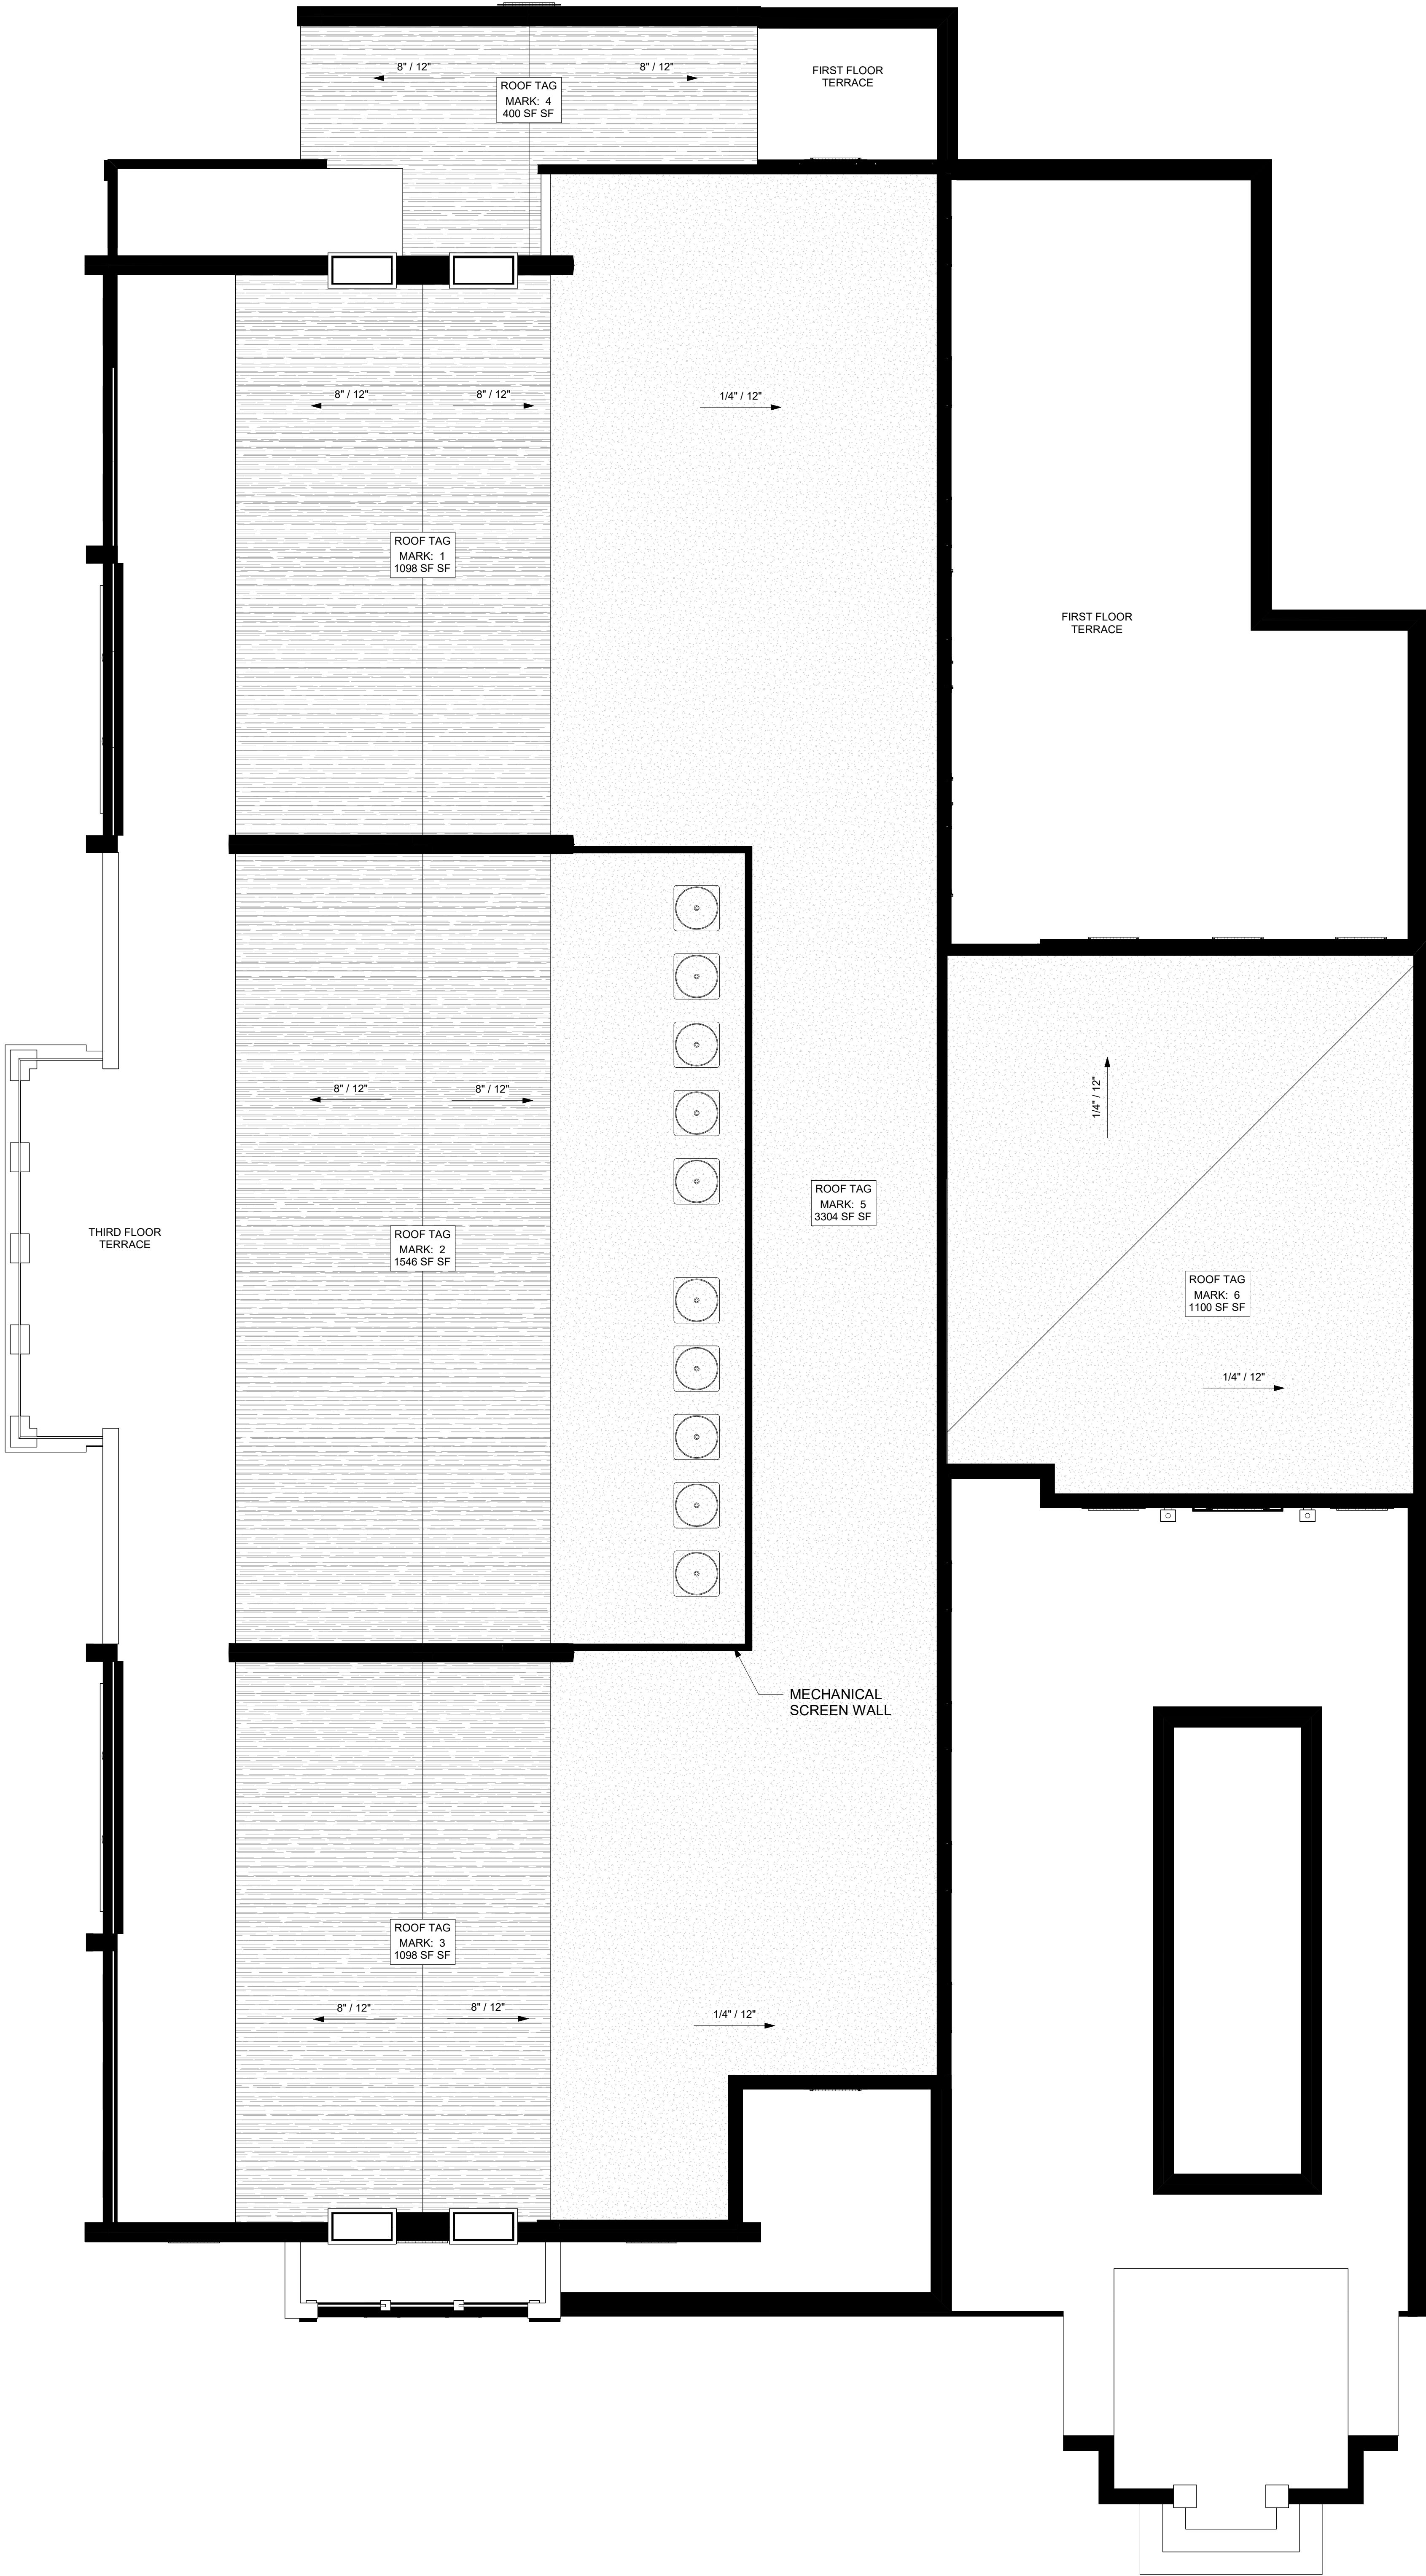 8" / 12"
8" / 12"
FIRST FLOOR
TERRACE
ROOF TAG
MARK: 4
400 SF SF
8" / 12"
8" / 12"
1/4" / 12"
ROOF TAG
MARK: 1
1098 SF SF
FIRST FLOOR
TERRACE
8" / 12"
8" / 12"
1/4" / 12"
ROOF TAG
MARK: 5
3304 SF SF
THIRD FLOOR
TERRACE
ROOF TAG
MARK: 2
1546 SF SF
ROOF TAG
MARK: 6
1100 SF SF
1/4" / 12"
MECHANICAL
SCREEN WALL
ROOF TAG
MARK: 3
1098 SF SF
8" / 12"
8" / 12"
1/4" / 12"